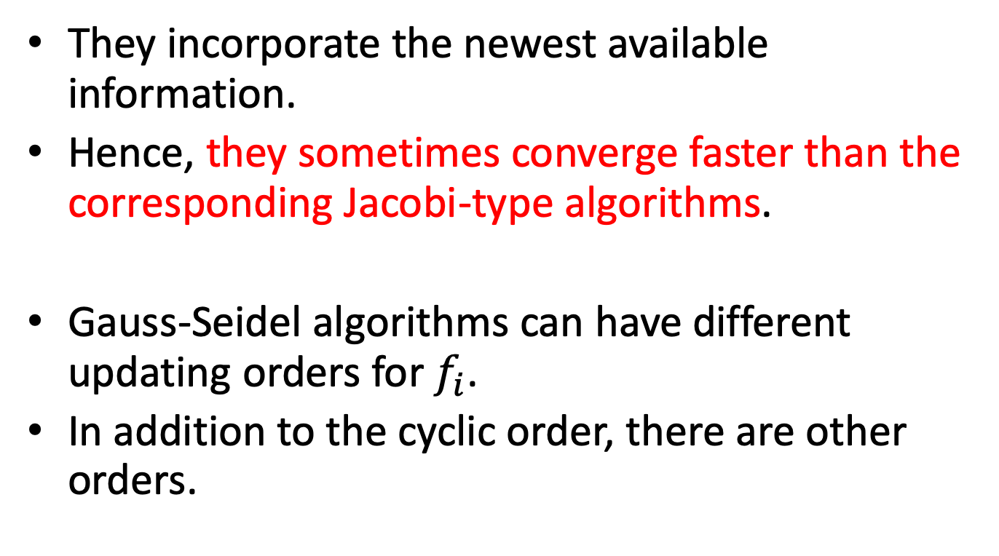 • They incorporate the newest available
information.
• Hence, they sometimes converge faster than the
corresponding Jacobi-type algorithms.
• Gauss-Seidel algorithms can have different
updating orders for 𝑓ᵢ.
• In addition to the cyclic order, there are other
orders.